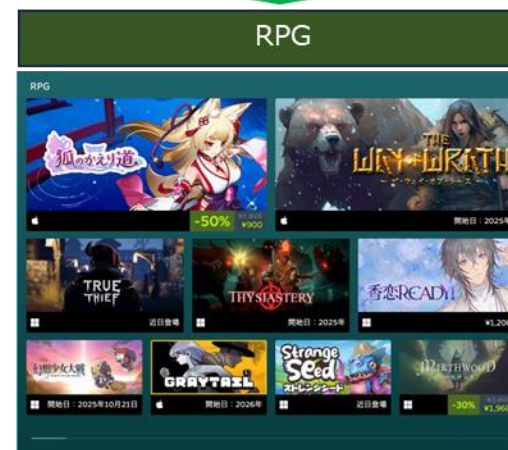 RPG
RPG
狐のかえり道。
-50%
¥1,800
¥900
THE
WAY OF WRATH
- ザ・ウェイ・オブ・ラース -
開始日：2025年
TRUE
THIEF
近日登場
THYSIASTERY
開始日：2025年
香恋READY!
¥1,200
幻想少女大戦
開始日：2025年10月21日
GRAYTAIL
開始日：2026年
Strange
Seed
ストレンジシード
近日登場
MIRTHWOOD
-30%
¥1,960